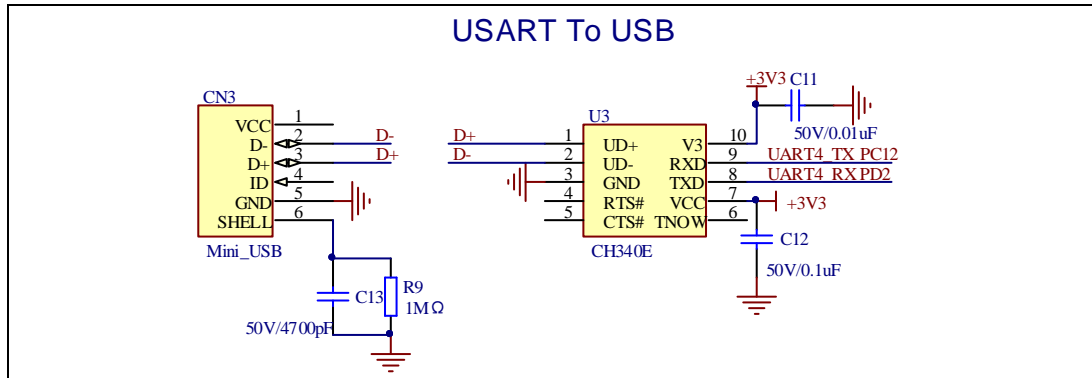 USART To USB
CN3
VCC 1
D- 2 D-
D+ 3 D+
ID 4
GND 5
SHELL 6
Mini_USB
C13
50V/4700pF
R9
1MΩ
U3
D+ 1 UD+ V3 10
D- 2 UD- RXD 9 UART4_TX PC12
3 GND TXD 8 UART4_RX PD2
4 RTS# VCC 7 +3V3
5 CTS# TNOW 6
CH340E
+3V3
C11
50V/0.01uF
C12
50V/0.1uF